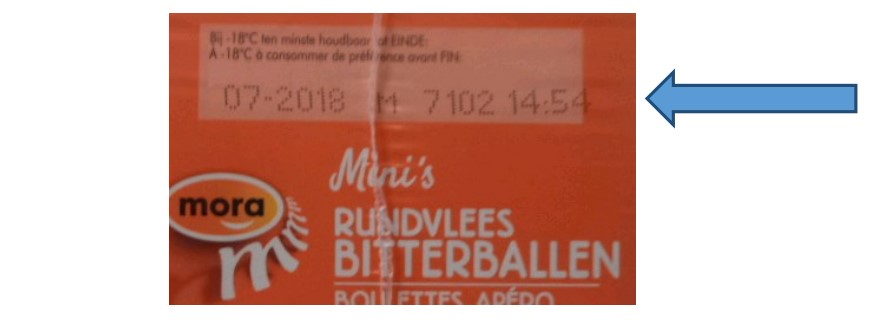 Bij -18°C ten minste houdbaar tot EINDE:
À -18°C à consommer de préférence avant FIN:
07-2018 M 7102 14:54
Mini's
mora
mmm
RUNDVLEES
BITTERBALLEN
BOULETTES APÉRO